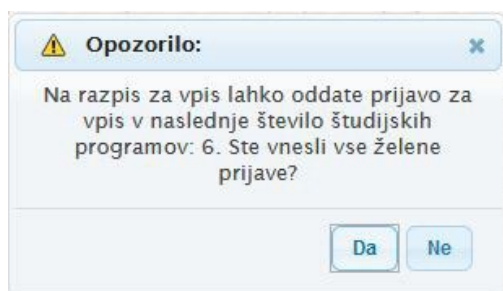 Opozorilo:
Na razpis za vpis lahko oddate prijavo za
vpis v naslednje število študijskih
programov: 6. Ste vnesli vse želene
prijave?
Da Ne